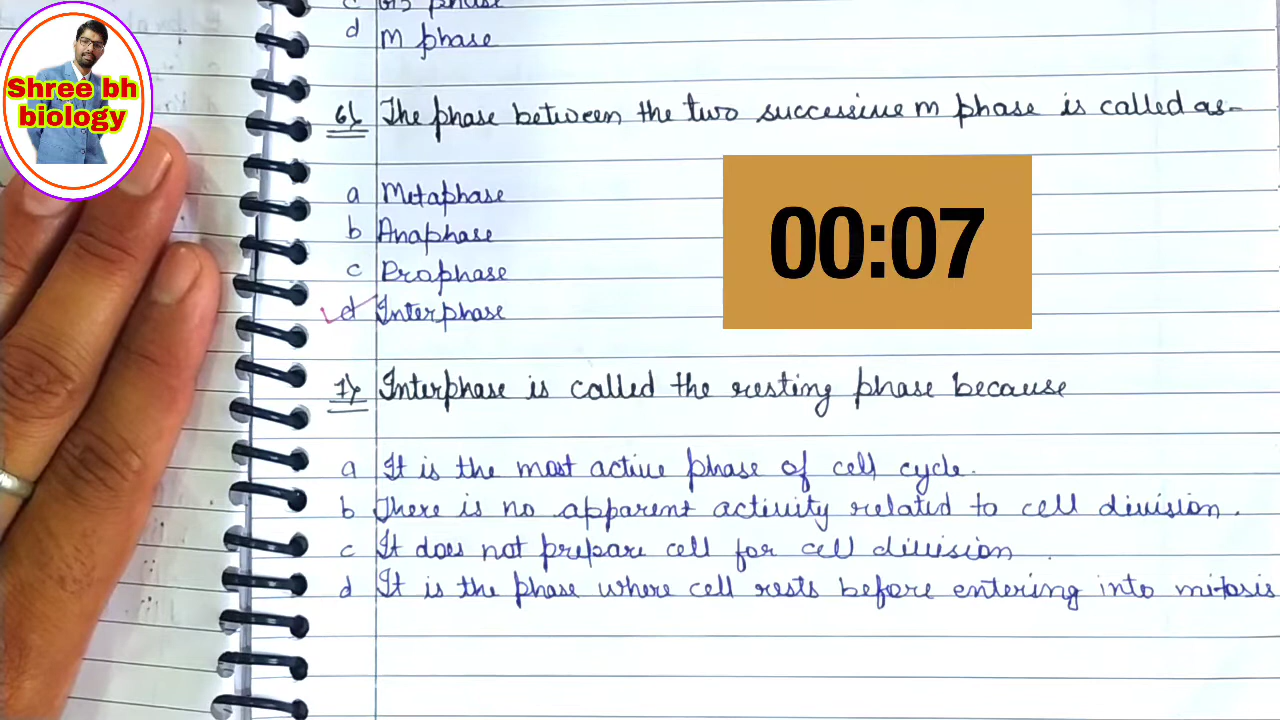 phase
d M phase
Shree bh
biology
6) The phase between the two successive M phase is called as-
a Metaphase
b Anaphase
c Prophase
d Interphase
00:07
7) Interphase is called the resting phase because
a It is the most active phase of cell cycle.
b There is no apparent activity related to cell division.
c It does not prepare cell for cell division.
d It is the phase where cell rests before entering into mitosis